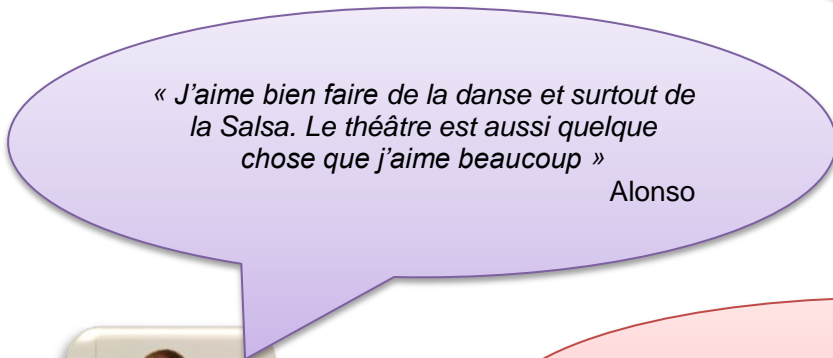 « J’aime bien faire de la danse et surtout de
la Salsa. Le théâtre est aussi quelque
chose que j’aime beaucoup »
Alonso